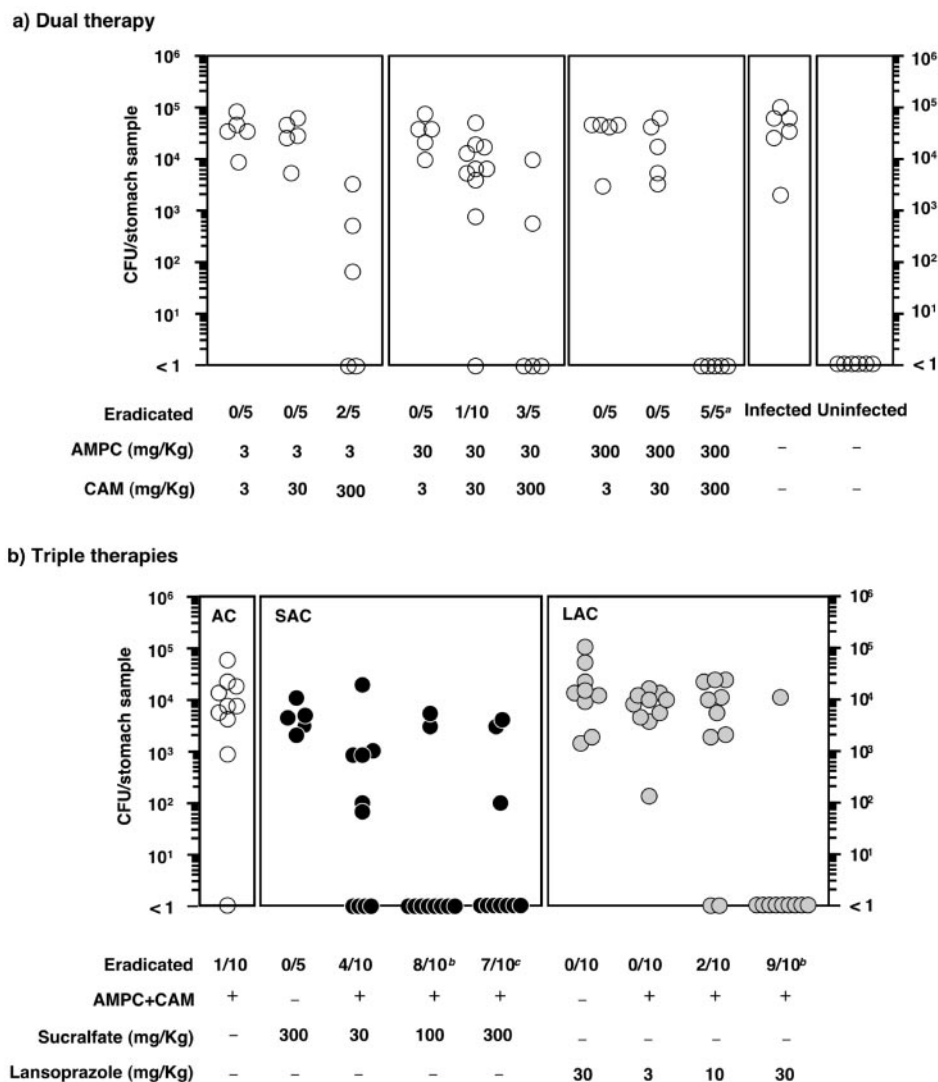 a) Dual therapy
CFU/stomach sample
10⁶ 10⁶
10⁵ 10⁵
10⁴ 10⁴
10³ 10³
10² 10²
10¹ 10¹
< 1 < 1
Eradicated 0/5 0/5 2/5 0/5 1/10 3/5 0/5 0/5 5/5ᵃ Infected Uninfected
AMPC (mg/Kg) 3 3 3 30 30 30 300 300 300 – –
CAM (mg/Kg) 3 30 300 3 30 300 3 30 300 – –
b) Triple therapies
CFU/stomach sample
10⁶ 10⁶
AC SAC LAC
10⁵ 10⁵
10⁴ 10⁴
10³ 10³
10² 10²
10¹ 10¹
< 1 < 1
Eradicated 1/10 0/5 4/10 8/10ᵇ 7/10ᶜ 0/10 0/10 2/10 9/10ᵇ
AMPC+CAM + – + + + – + + +
Sucralfate (mg/Kg) – 300 30 100 300 – – – –
Lansoprazole (mg/Kg) – – – – – 30 3 10 30